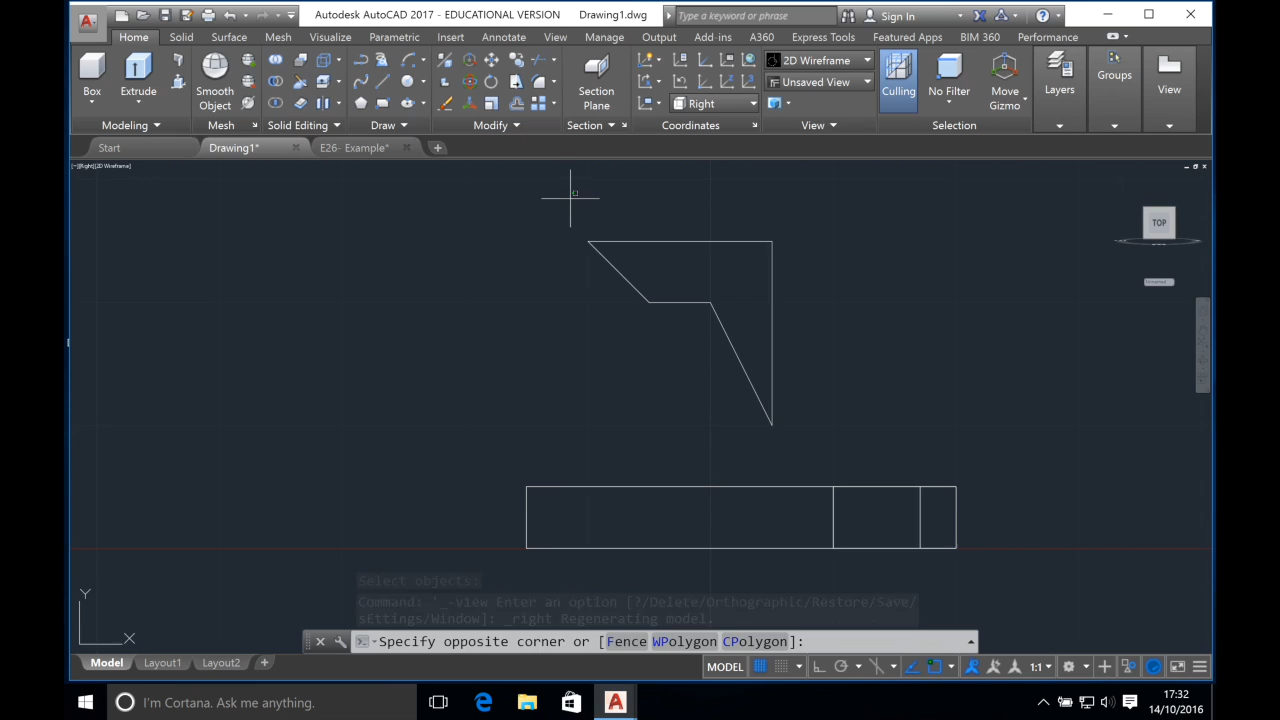 Autodesk AutoCAD 2017 - EDUCATIONAL VERSION Drawing1.dwg Type a keyword or phrase Sign In
Home Solid Surface Mesh Visualize Parametric Insert Annotate View Manage Output Add-ins A360 Express Tools Featured Apps BIM 360 Performance
2D Wireframe
Unsaved View
Right
Box Extrude Smooth Object Section Plane Culling No Filter Move Gizmo Layers Groups View
Modeling Mesh Solid Editing Draw Modify Section Coordinates View Selection
Start Drawing1* E26- Example*
[−][Right][2D Wireframe]
TOP
Unnamed
Y
X
Select objects:
Command: '_-view Enter an option [?/Delete/Orthographic/Restore/Save/
sEttings/Window]: _right Regenerating model.
Specify opposite corner or [Fence WPolygon CPolygon]:
Model Layout1 Layout2 MODEL 1:1
I'm Cortana. Ask me anything.
17:32
14/10/2016